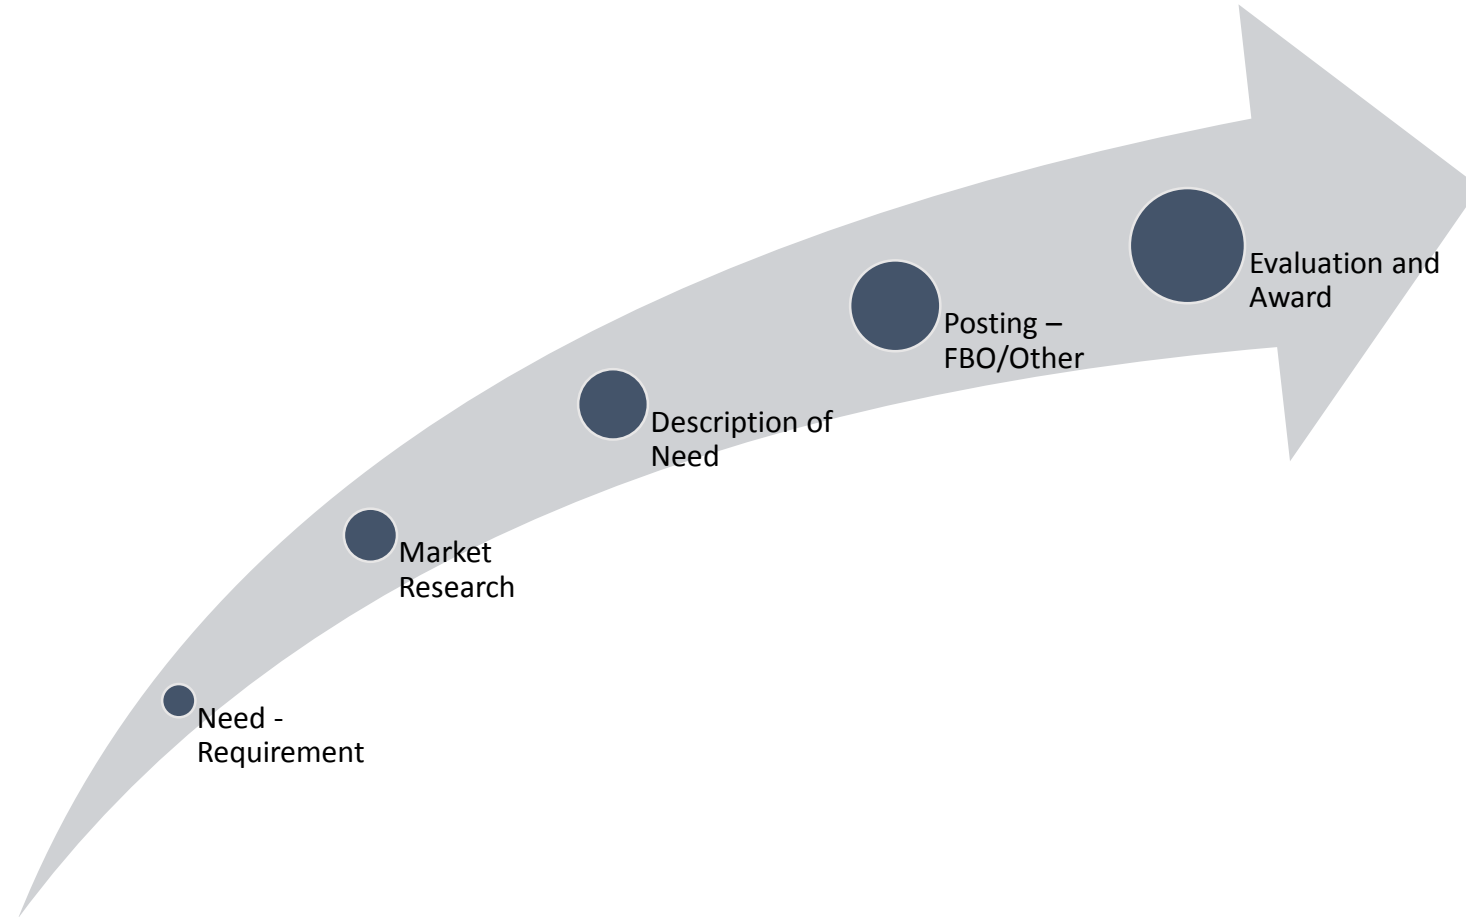 Need -
Requirement
Market
Research
Description of
Need
Posting –
FBO/Other
Evaluation and
Award